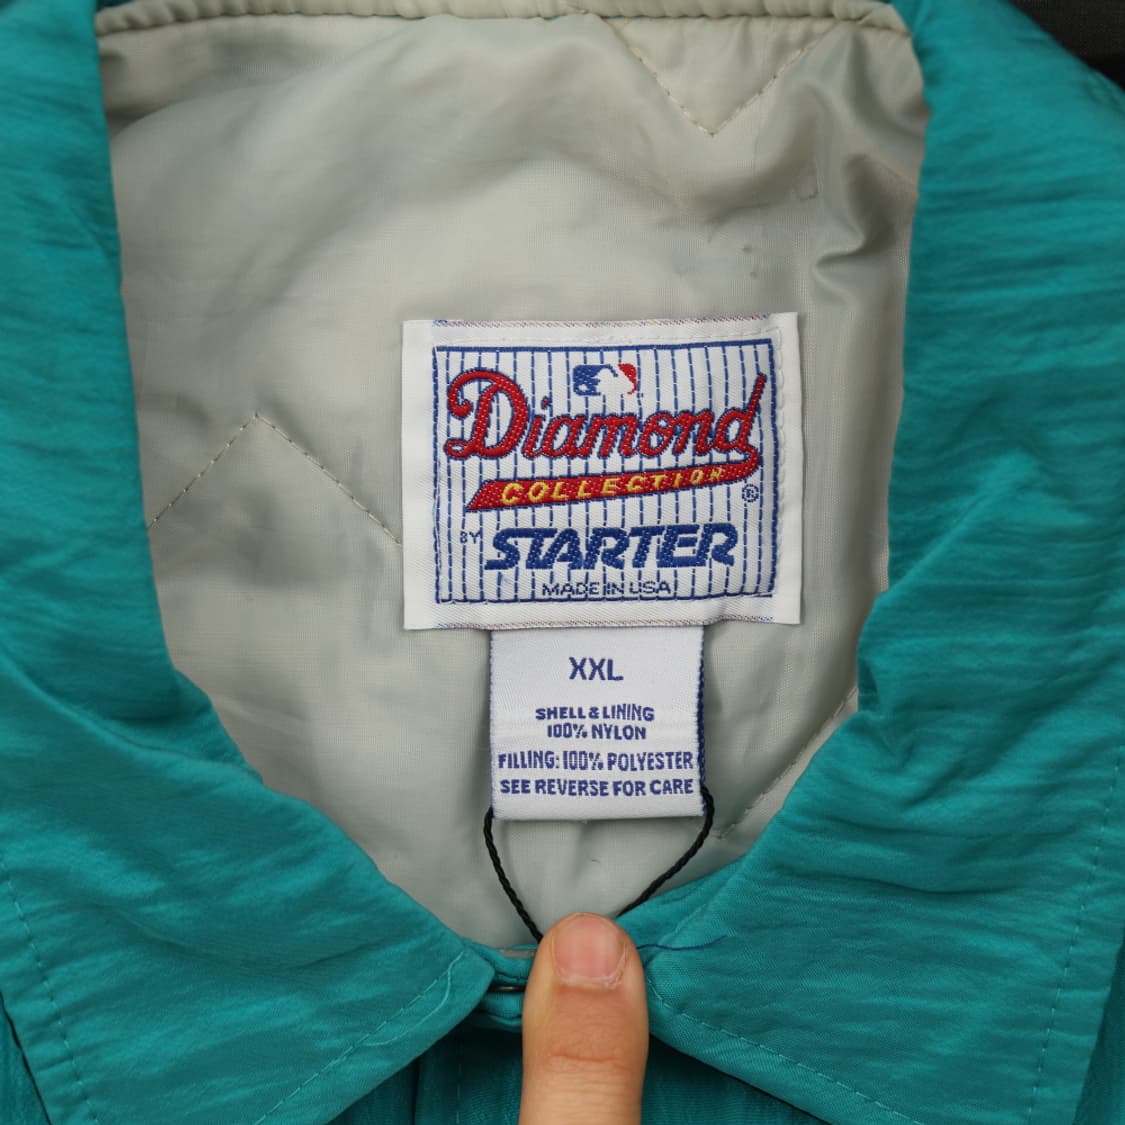 Diamond
COLLECTION
®
BY STARTER
MADE IN USA
XXL
SHELL & LINING
100% NYLON
FILLING: 100% POLYESTER
SEE REVERSE FOR CARE